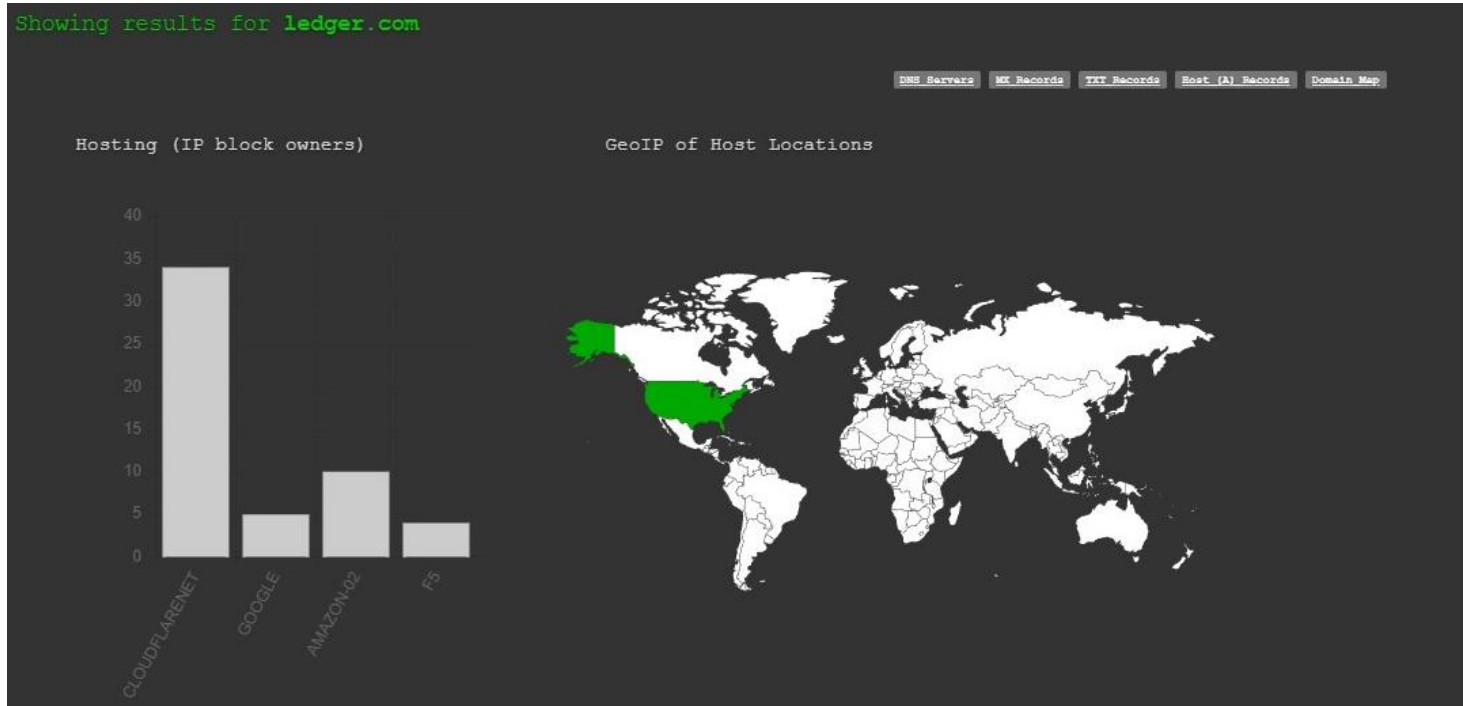 Showing results for ledger.com
DNS Servers MX Records TXT Records Host (A) Records Domain Map
Hosting (IP block owners)
GeoIP of Host Locations
40
35
30
25
20
15
10
5
0
CLOUDFLARENET
GOOGLE
AMAZON-02
F5